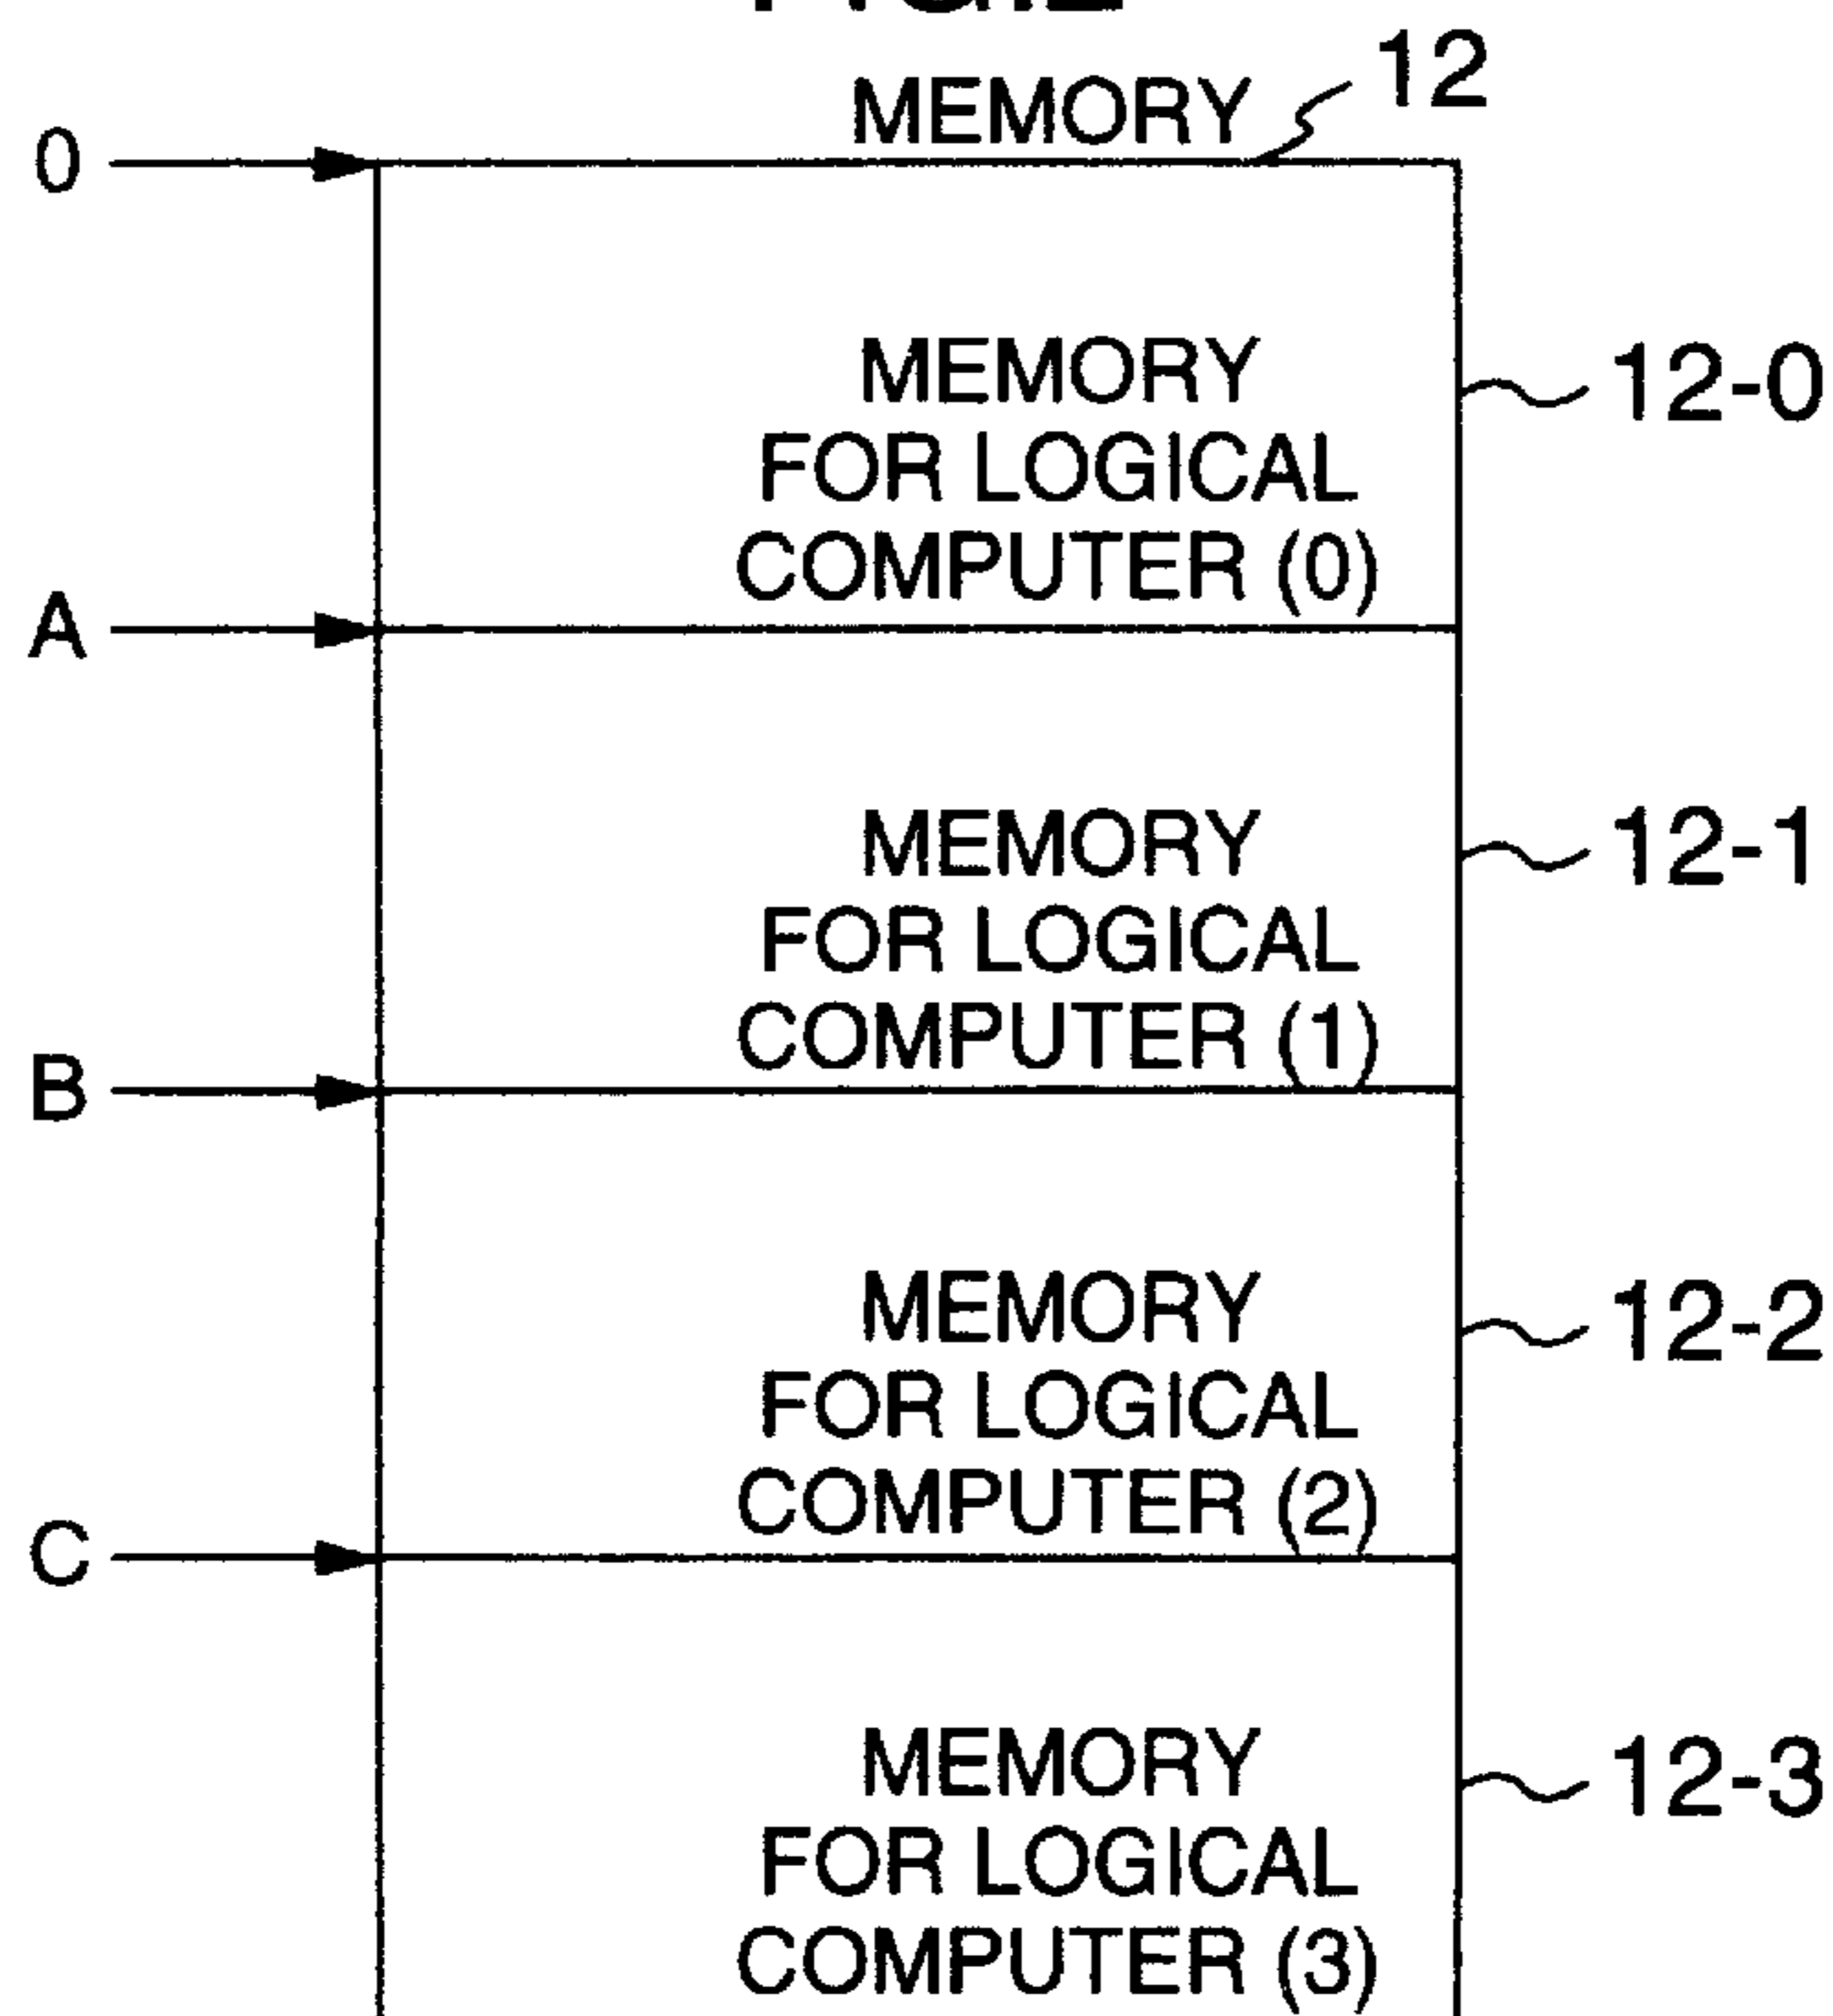 MEMORY 12
0
MEMORY 12-0
FOR LOGICAL
COMPUTER (0)
A
MEMORY 12-1
FOR LOGICAL
COMPUTER (1)
B
MEMORY 12-2
FOR LOGICAL
COMPUTER (2)
C
MEMORY 12-3
FOR LOGICAL
COMPUTER (3)